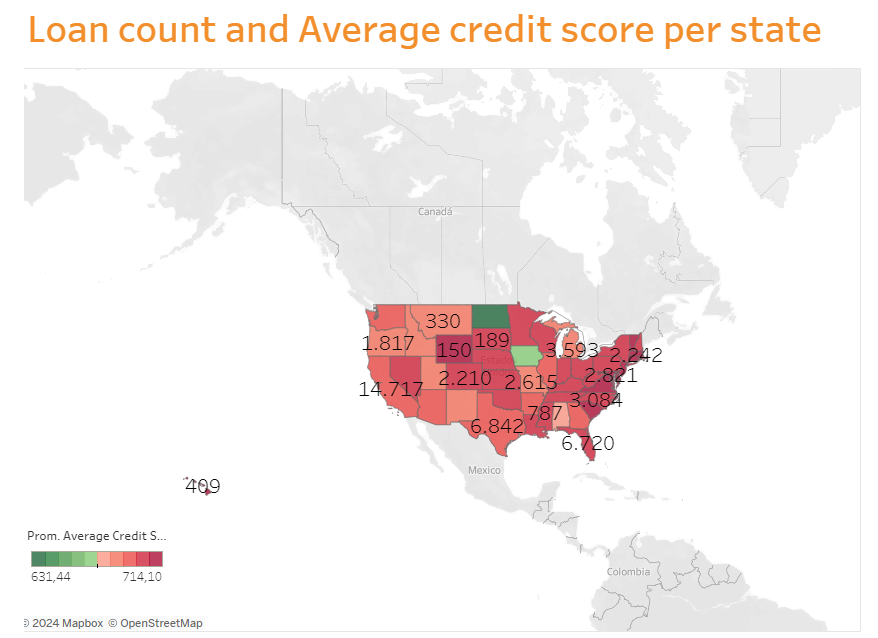 Loan count and Average credit score per state
Canadá
330
1.817
150
189
3.593
2.242
2.210
2.615
2.821
14.717
787
3.084
6.842
6.720
Mexico
409
Prom. Average Credit S...
631,44
714,10
Colombia
© 2024 Mapbox © OpenStreetMap